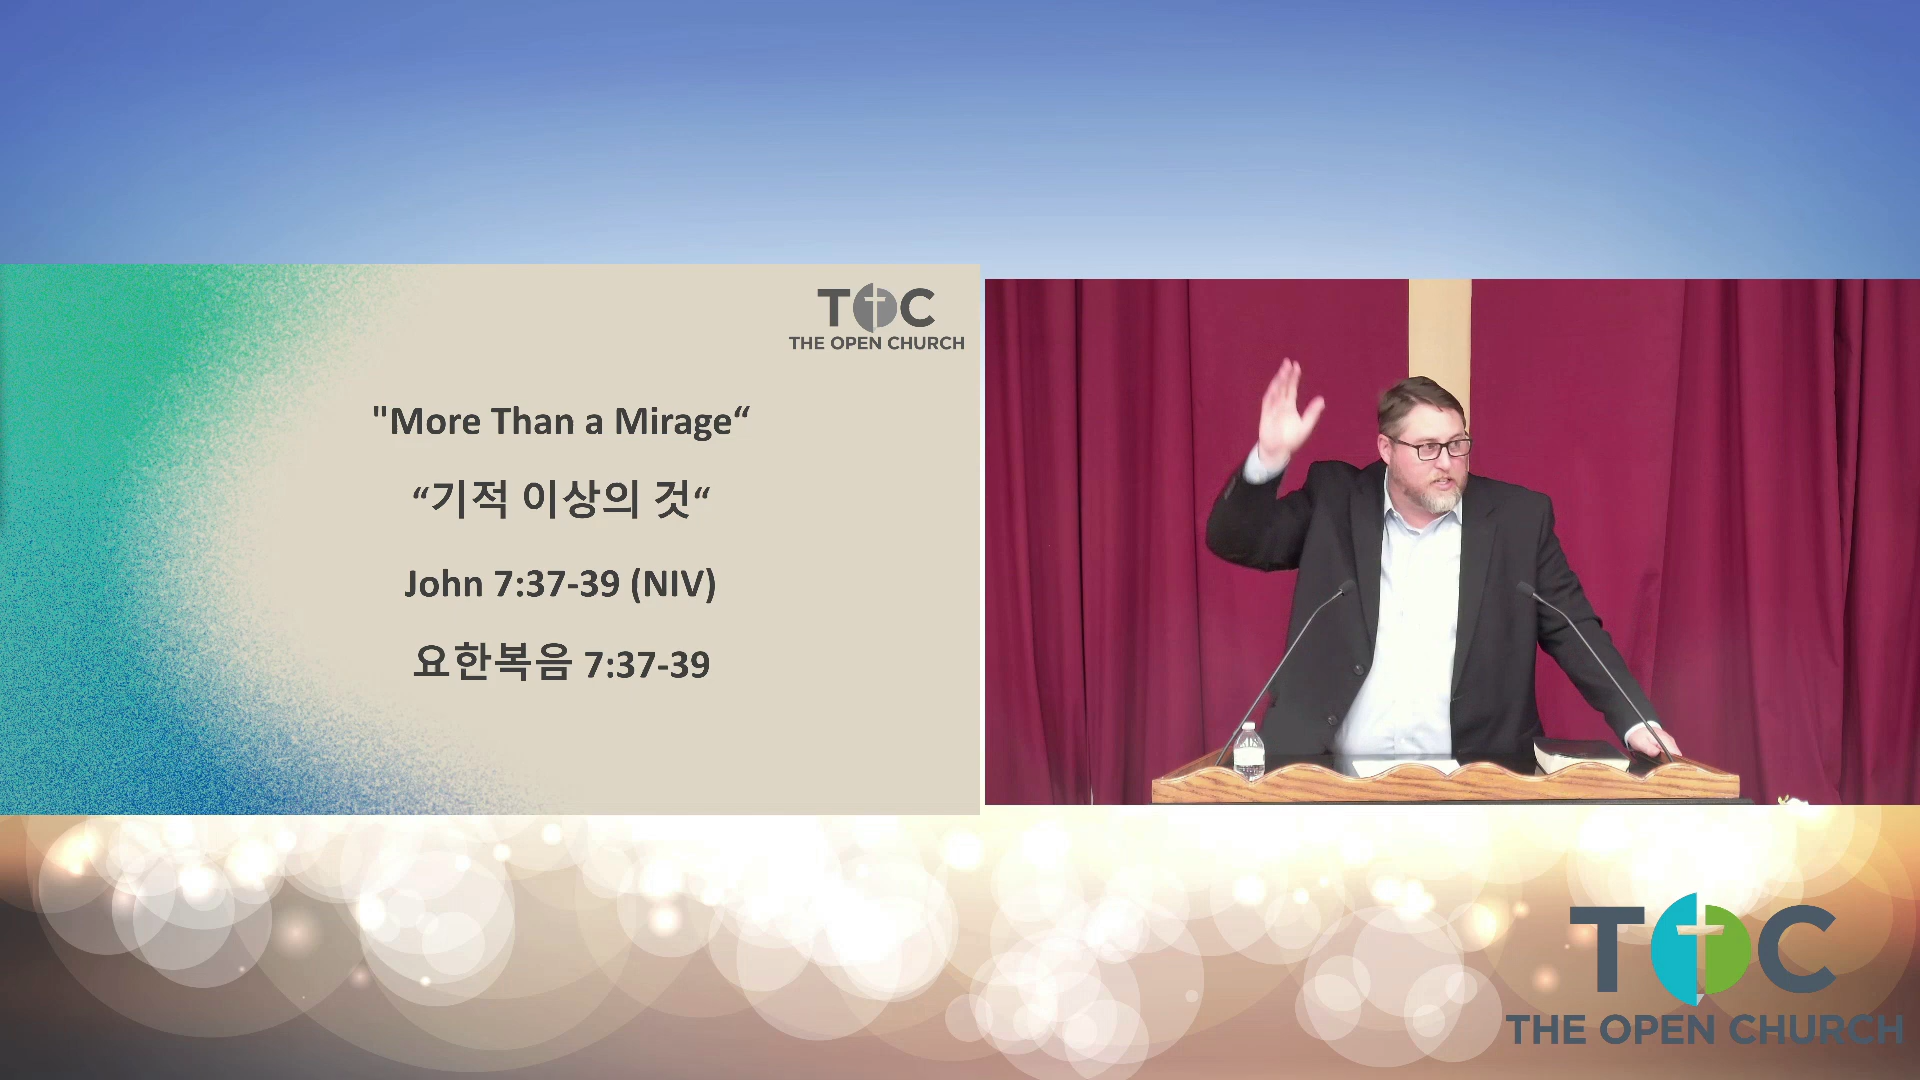 TOC
THE OPEN CHURCH
"More Than a Mirage“
“기적 이상의 것“
John 7:37-39 (NIV)
요한복음 7:37-39
TOC
THE OPEN CHURCH